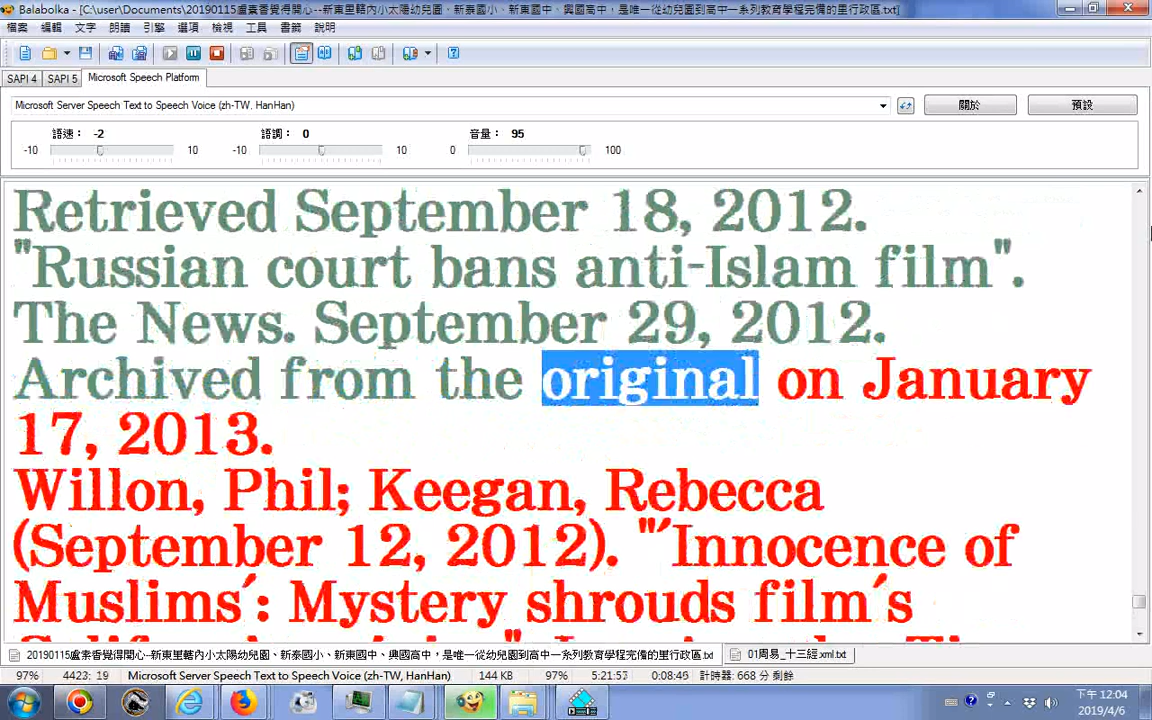 Balabolka - [C:\user\Documents\20190115盧素香覺得開心--新東里轄內小太陽幼兒園、新泰國小、新東國中、興國高中，是唯一從幼兒園到高中一系列教育學程完備的里行政區.txt]
檔案 編輯 文字 朗讀 引擎 選項 檢視 工具 書籤 說明
SAPI 4 SAPI 5 Microsoft Speech Platform
Microsoft Server Speech Text to Speech Voice (zh-TW, HanHan) 關於 預設
語速： -2 語調： 0 音量： 95
-10 10 -10 10 0 100
Retrieved September 18, 2012.
"Russian court bans anti-Islam film".
The News. September 29, 2012.
Archived from the original on January
17, 2013.
Willon, Phil; Keegan, Rebecca
(September 12, 2012). "´Innocence of
Muslims´: Mystery shrouds film´s
20190115盧素香覺得開心--新東里轄內小太陽幼兒園、新泰國小、新東國中、興國高中，是唯一從幼兒園到高中一系列教育學程完備的里行政區.txt 01周易_十三經.xml.txt
97% 4423: 19 Microsoft Server Speech Text to Speech Voice (zh-TW, HanHan) 144 KB 97% 5:21:53 0:08:46 計時器: 668 分 剩餘
下午 12:04
2019/4/6